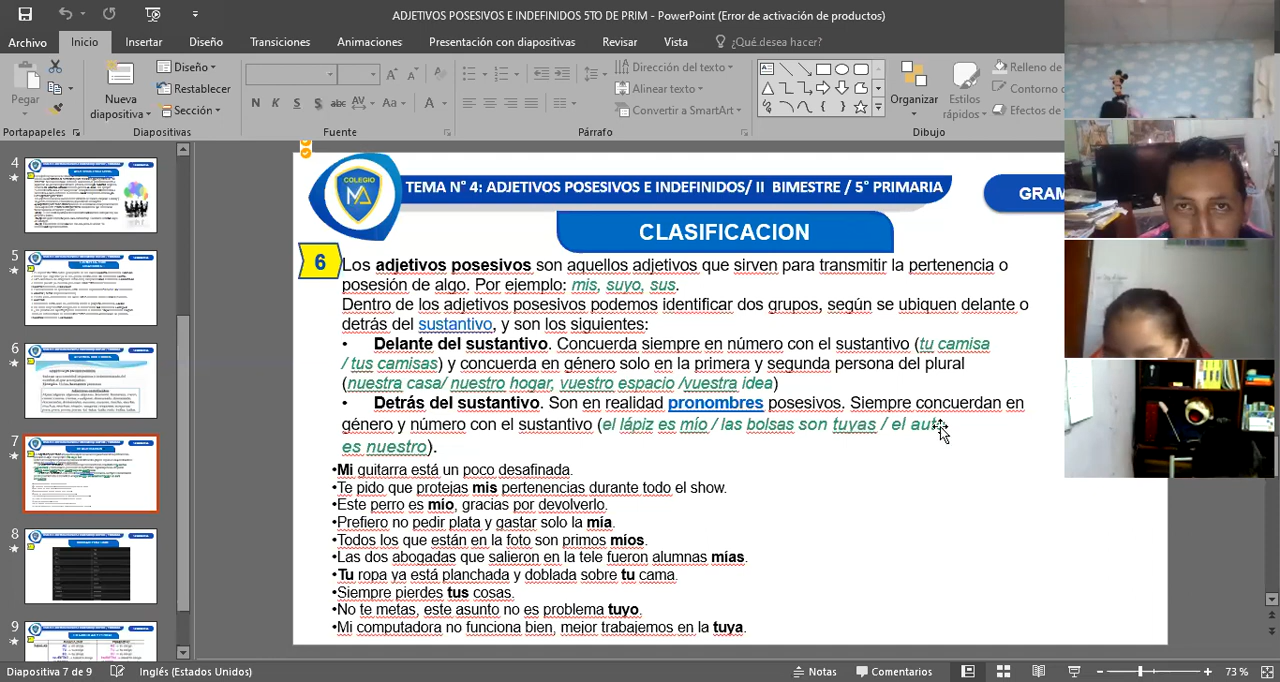 ADJETIVOS POSESIVOS E INDEFINIDOS 5TO DE PRIM - PowerPoint (Error de activación de productos)
Archivo Inicio Insertar Diseño Transiciones Animaciones Presentación con diapositivas Revisar Vista ¿Qué desea hacer?
Pegar
Nueva diapositiva
Diseño
Restablecer
Sección
N K S S abc AV Aa A
Dirección del texto
Alinear texto
Convertir a SmartArt
Organizar
Estilos rápidos
Relleno de
Contorno
Efectos de
Portapapeles Diapositivas Fuente Párrafo Dibujo
4
5
6
7
8
9
COLEGIO
TEMA N° 4: ADJETIVOS POSESIVOS E INDEFINIDOS/ II BIMESTRE / 5° PRIMARIA
GRAM
CLASIFICACION
6
Los adjetivos posesivos. Son aquellos adjetivos que sirven para transmitir la pertenencia o
posesión de algo. Por ejemplo: mis, suyo, sus.
Dentro de los adjetivos posesivos podemos identificar dos grupos, según se ubiquen delante o
detrás del sustantivo, y son los siguientes:
• Delante del sustantivo. Concuerda siempre en número con el sustantivo (tu camisa
/ tus camisas) y concuerda en género solo en la primera y segunda persona del plural
(nuestra casa/ nuestro hogar, vuestro espacio /vuestra idea)
• Detrás del sustantivo. Son en realidad pronombres posesivos. Siempre concuerdan en
género y número con el sustantivo (el lápiz es mío / las bolsas son tuyas / el auto
es nuestro).
•Mi guitarra está un poco desafinada.
•Te pido que protejas mis pertenencias durante todo el show.
•Este perro es mío, gracias por devolverlo.
•Prefiero no pedir plata y gastar solo la mía.
•Todos los que están en la foto son primos míos.
•Las dos abogadas que salieron en la tele fueron alumnas mías.
•Tu ropa ya está planchada y doblada sobre tu cama.
•Siempre pierdes tus cosas.
•No te metas, este asunto no es problema tuyo.
•Mi computadora no funciona bien, mejor trabajemos en la tuya.
Diapositiva 7 de 9 Inglés (Estados Unidos) Notas Comentarios 73 %